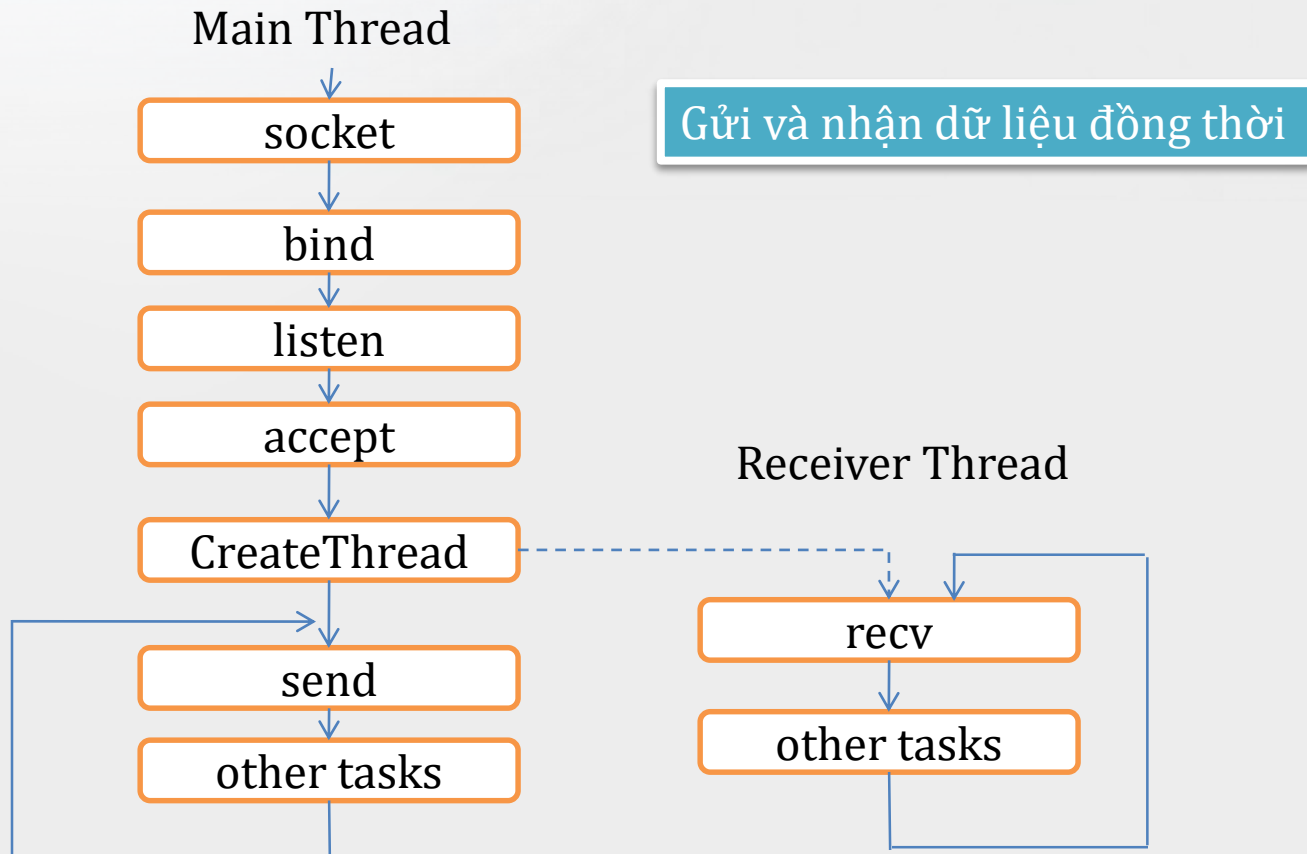 Main Thread
Gửi và nhận dữ liệu đồng thời
socket
bind
listen
accept
Receiver Thread
CreateThread
recv
send
other tasks
other tasks